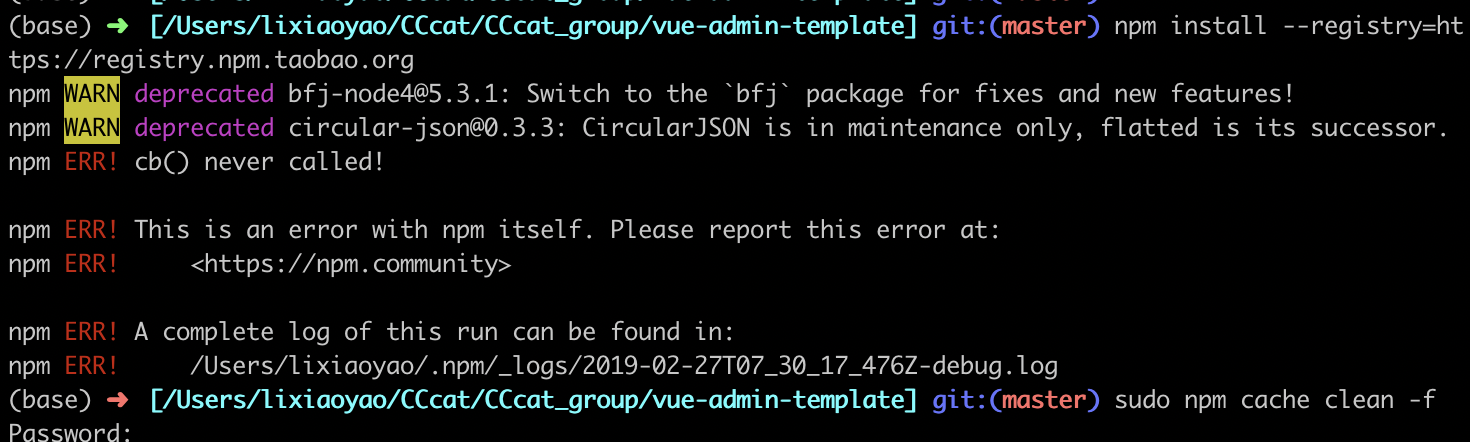 (base) ➜ [/Users/lixiaoyao/CCcat/CCcat_group/vue-admin-template] git:(master) npm install --registry=ht
tps://registry.npm.taobao.org
npm WARN deprecated bfj-node4@5.3.1: Switch to the `bfj` package for fixes and new features!
npm WARN deprecated circular-json@0.3.3: CircularJSON is in maintenance only, flatted is its successor.
npm ERR! cb() never called!
npm ERR! This is an error with npm itself. Please report this error at:
npm ERR!     <https://npm.community>
npm ERR! A complete log of this run can be found in:
npm ERR!     /Users/lixiaoyao/.npm/_logs/2019-02-27T07_30_17_476Z-debug.log
(base) ➜ [/Users/lixiaoyao/CCcat/CCcat_group/vue-admin-template] git:(master) sudo npm cache clean -f
Password: